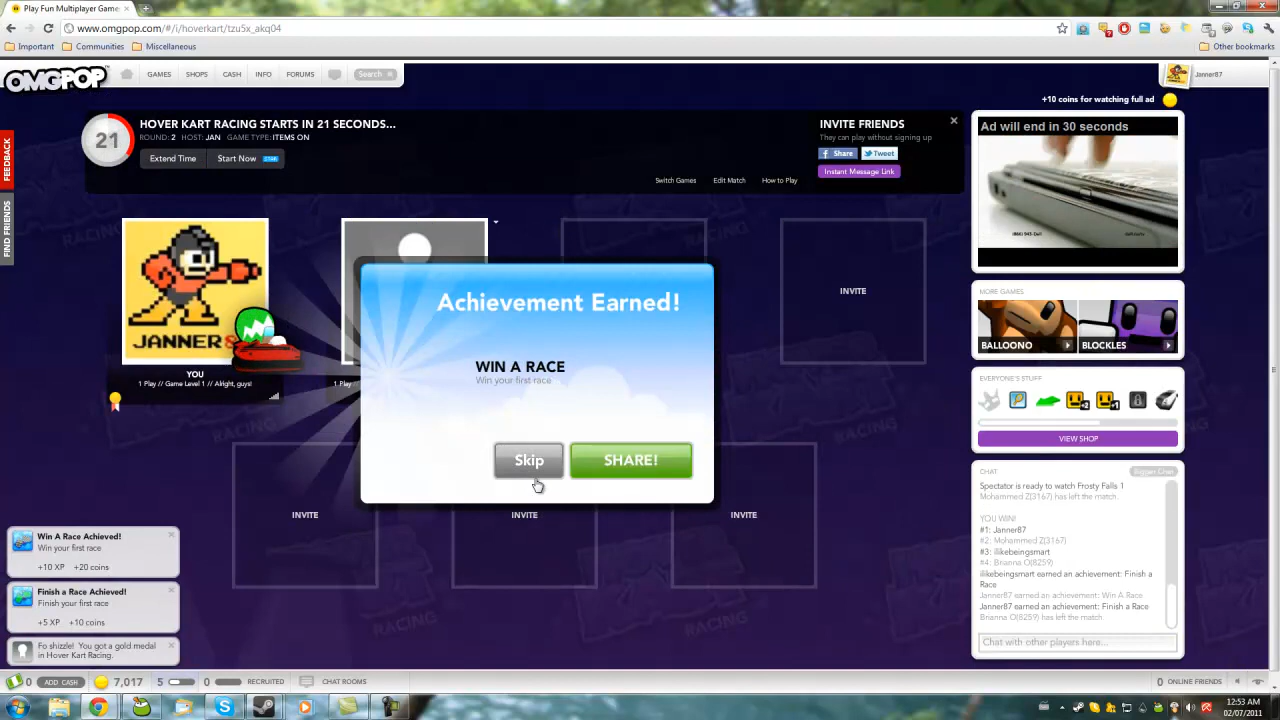 Play Fun Multiplayer Game
www.omgpop.com/#/i/hoverkart/tzu5x_akq04
Important
Communities
Miscellaneous
Other bookmarks
OMGPOP
GAMES
SHOPS
CASH
INFO
FORUMS
Search
Janner87
+10 coins for watching full ad
21
HOVER KART RACING STARTS IN 21 SECONDS...
ROUND: 2 HOST: JAN GAME TYPE: ITEMS ON
Extend Time
Start Now
INVITE FRIENDS
They can play without signing up
Share
Tweet
Instant Message Link
Switch Games
Edit Match
How to Play
FEEDBACK
FIND FRIENDS
Ad will end in 30 seconds
RACING
JANNER8
YOU
1 Play // Game Level 1 // Alright, guys!
1 Play
INVITE
Achievement Earned!
WIN A RACE
Win your first race
Skip
SHARE!
INVITE
INVITE
INVITE
MORE GAMES
BALLOONO
BLOCKLES
EVERYONE'S STUFF
+2
+1
VIEW SHOP
CHAT
Bigger Chat
Spectator is ready to watch Frosty Falls 1
Mohammed Z(3167) has left the match.
YOU WIN!
#1: Janner87
#2: Mohammed Z(3167)
#3: ilikebeingsmart
#4: Brianna O(8259)
ilikebeingsmart earned an achievement: Finish a
Race
Janner87 earned an achievement: Win A Race
Janner87 earned an achievement: Finish a Race
Brianna O(8259) has left the match.
Chat with other players here...
Win A Race Achieved!
Win your first race
+10 XP +20 coins
Finish a Race Achieved!
Finish your first race
+5 XP +10 coins
Fo shizzle! You got a gold medal
in Hover Kart Racing.
0
ADD CASH
7,017
5
0
RECRUITED
CHAT ROOMS
0 ONLINE FRIENDS
12:53 AM
02/07/2011